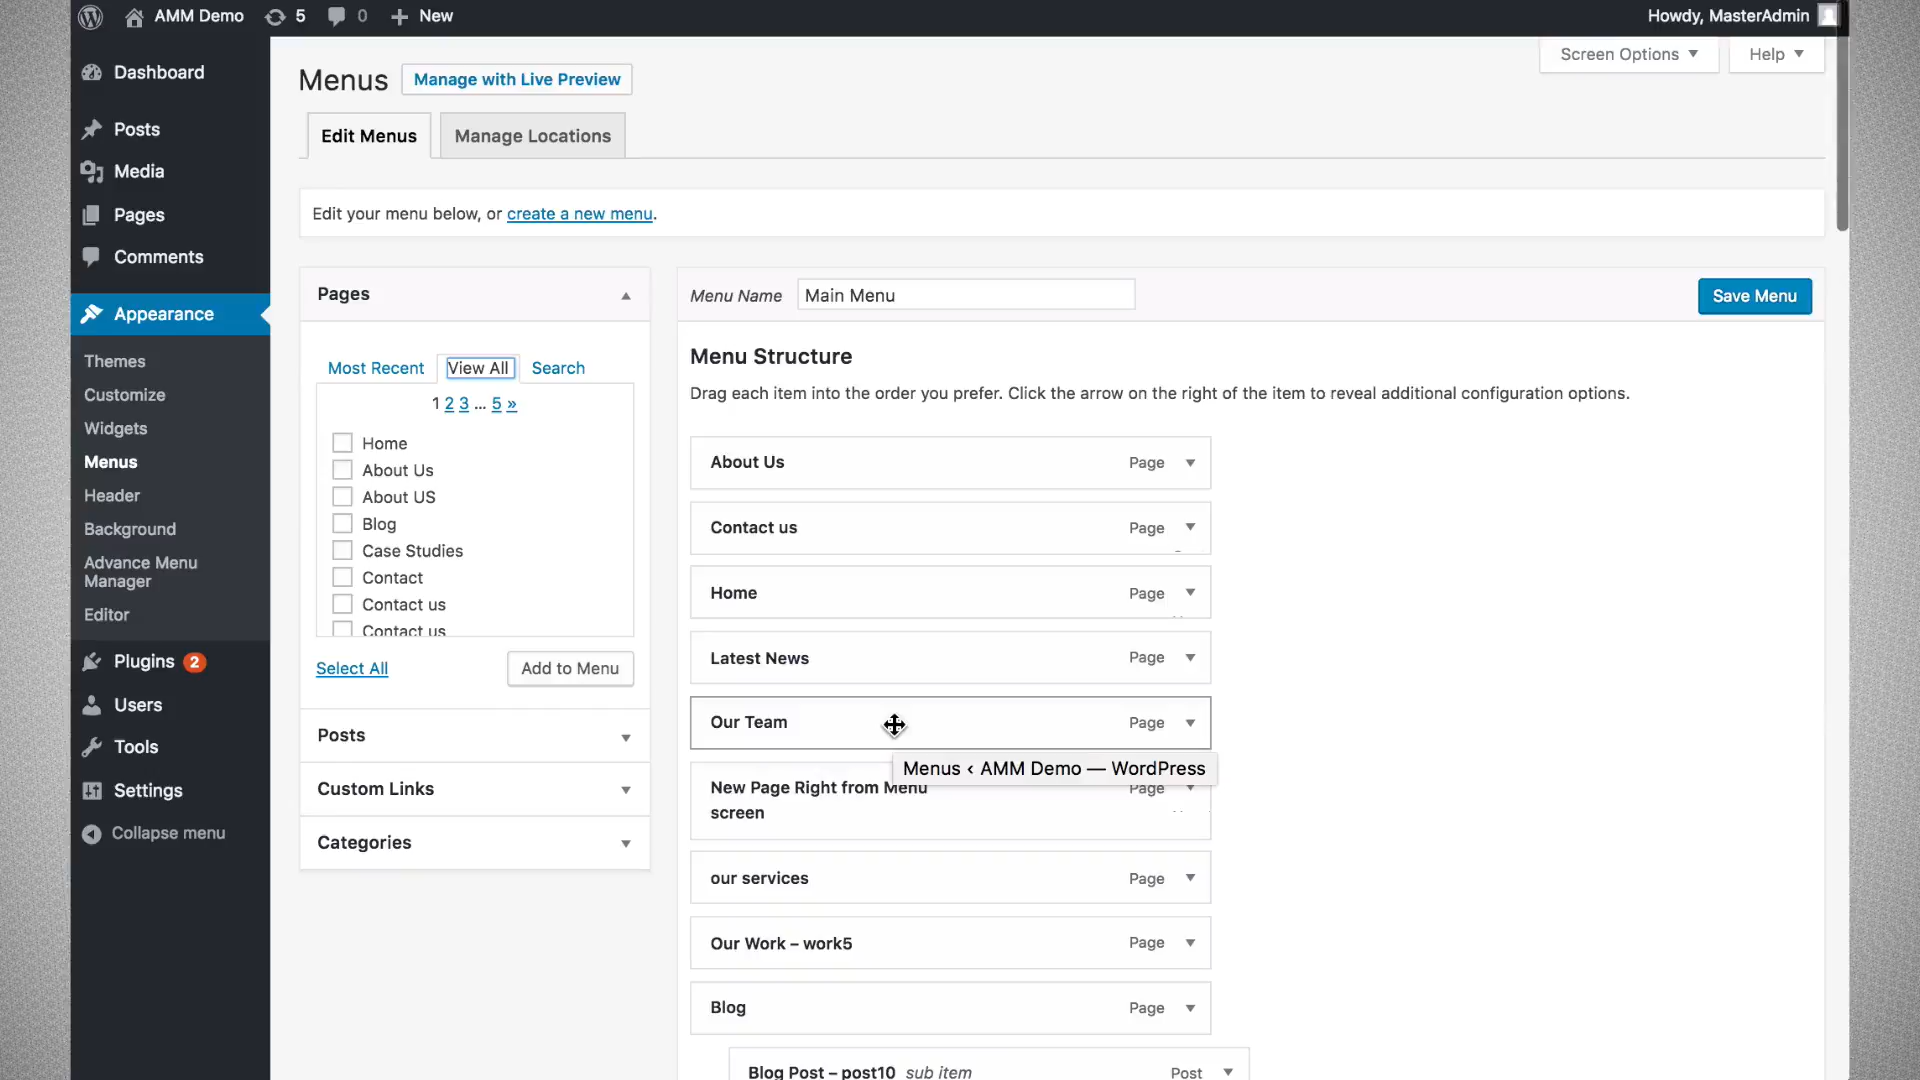 AMM Demo 5 0 New
Howdy, MasterAdmin
Dashboard
Posts
Media
Pages
Comments
Appearance
Themes
Customize
Widgets
Menus
Header
Background
Advance Menu
Manager
Editor
Plugins 2
Users
Tools
Settings
Collapse menu
Screen Options
Help
Menus
Manage with Live Preview
Edit Menus
Manage Locations
Edit your menu below, or create a new menu.
Pages
Most Recent
View All
Search
1 2 3 ... 5 »
Home
About Us
About US
Blog
Case Studies
Contact
Contact us
Contact us
Select All
Add to Menu
Posts
Custom Links
Categories
Menu Name
Main Menu
Save Menu
Menu Structure
Drag each item into the order you prefer. Click the arrow on the right of the item to reveal additional configuration options.
About Us Page
Contact us Page
Home Page
Latest News Page
Our Team Page
Menus ‹ AMM Demo — WordPress
New Page Right from Menu Page
screen
our services Page
Our Work – work5 Page
Blog Page
Blog Post – post10 sub item Post